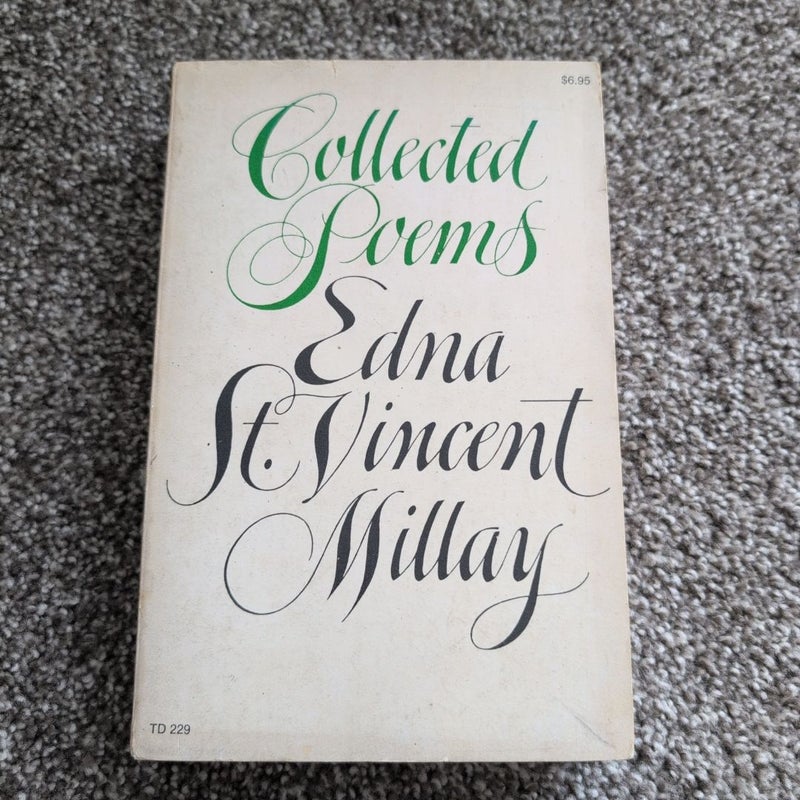 $6.95
Collected
Poems
Edna
St. Vincent
Millay
TD 229